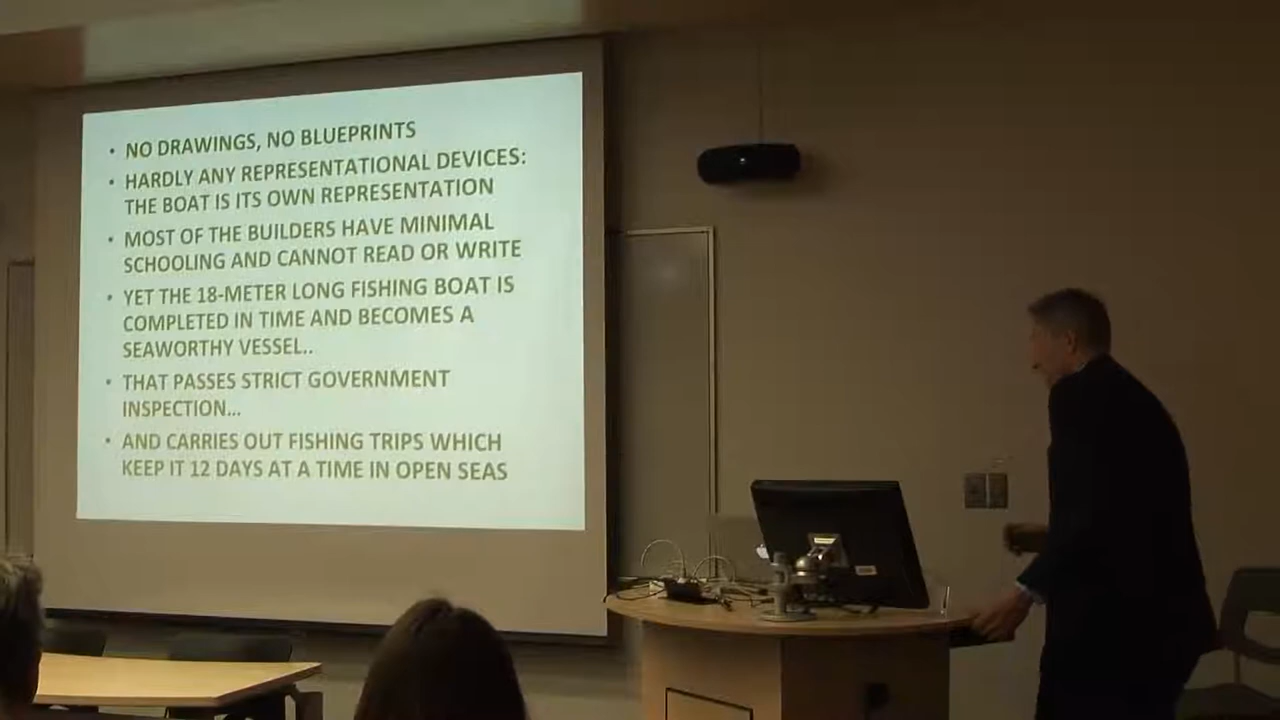 • NO DRAWINGS, NO BLUEPRINTS
• HARDLY ANY REPRESENTATIONAL DEVICES:
THE BOAT IS ITS OWN REPRESENTATION
• MOST OF THE BUILDERS HAVE MINIMAL
SCHOOLING AND CANNOT READ OR WRITE
• YET THE 18-METER LONG FISHING BOAT IS
COMPLETED IN TIME AND BECOMES A
SEAWORTHY VESSEL..
• THAT PASSES STRICT GOVERNMENT
INSPECTION...
• AND CARRIES OUT FISHING TRIPS WHICH
KEEP IT 12 DAYS AT A TIME IN OPEN SEAS